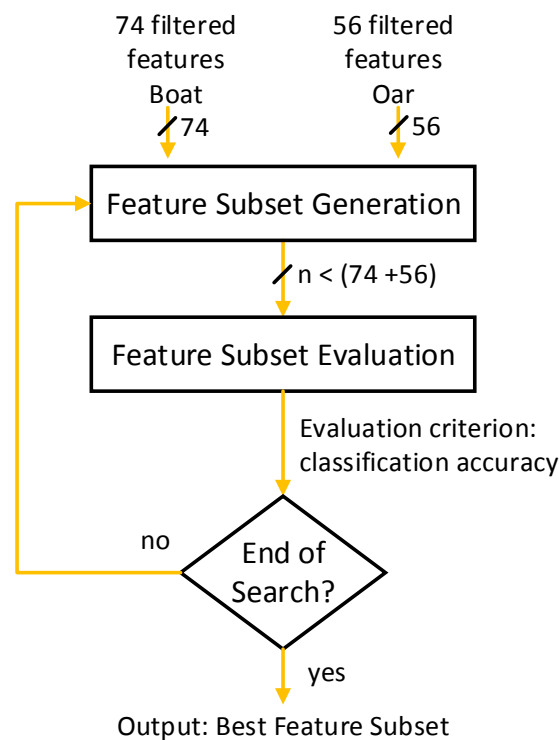 74 filtered
features
Boat
56 filtered
features
Oar
74
56
Feature Subset Generation
n < (74 +56)
Feature Subset Evaluation
Evaluation criterion:
classification accuracy
no
End of
Search?
yes
Output: Best Feature Subset